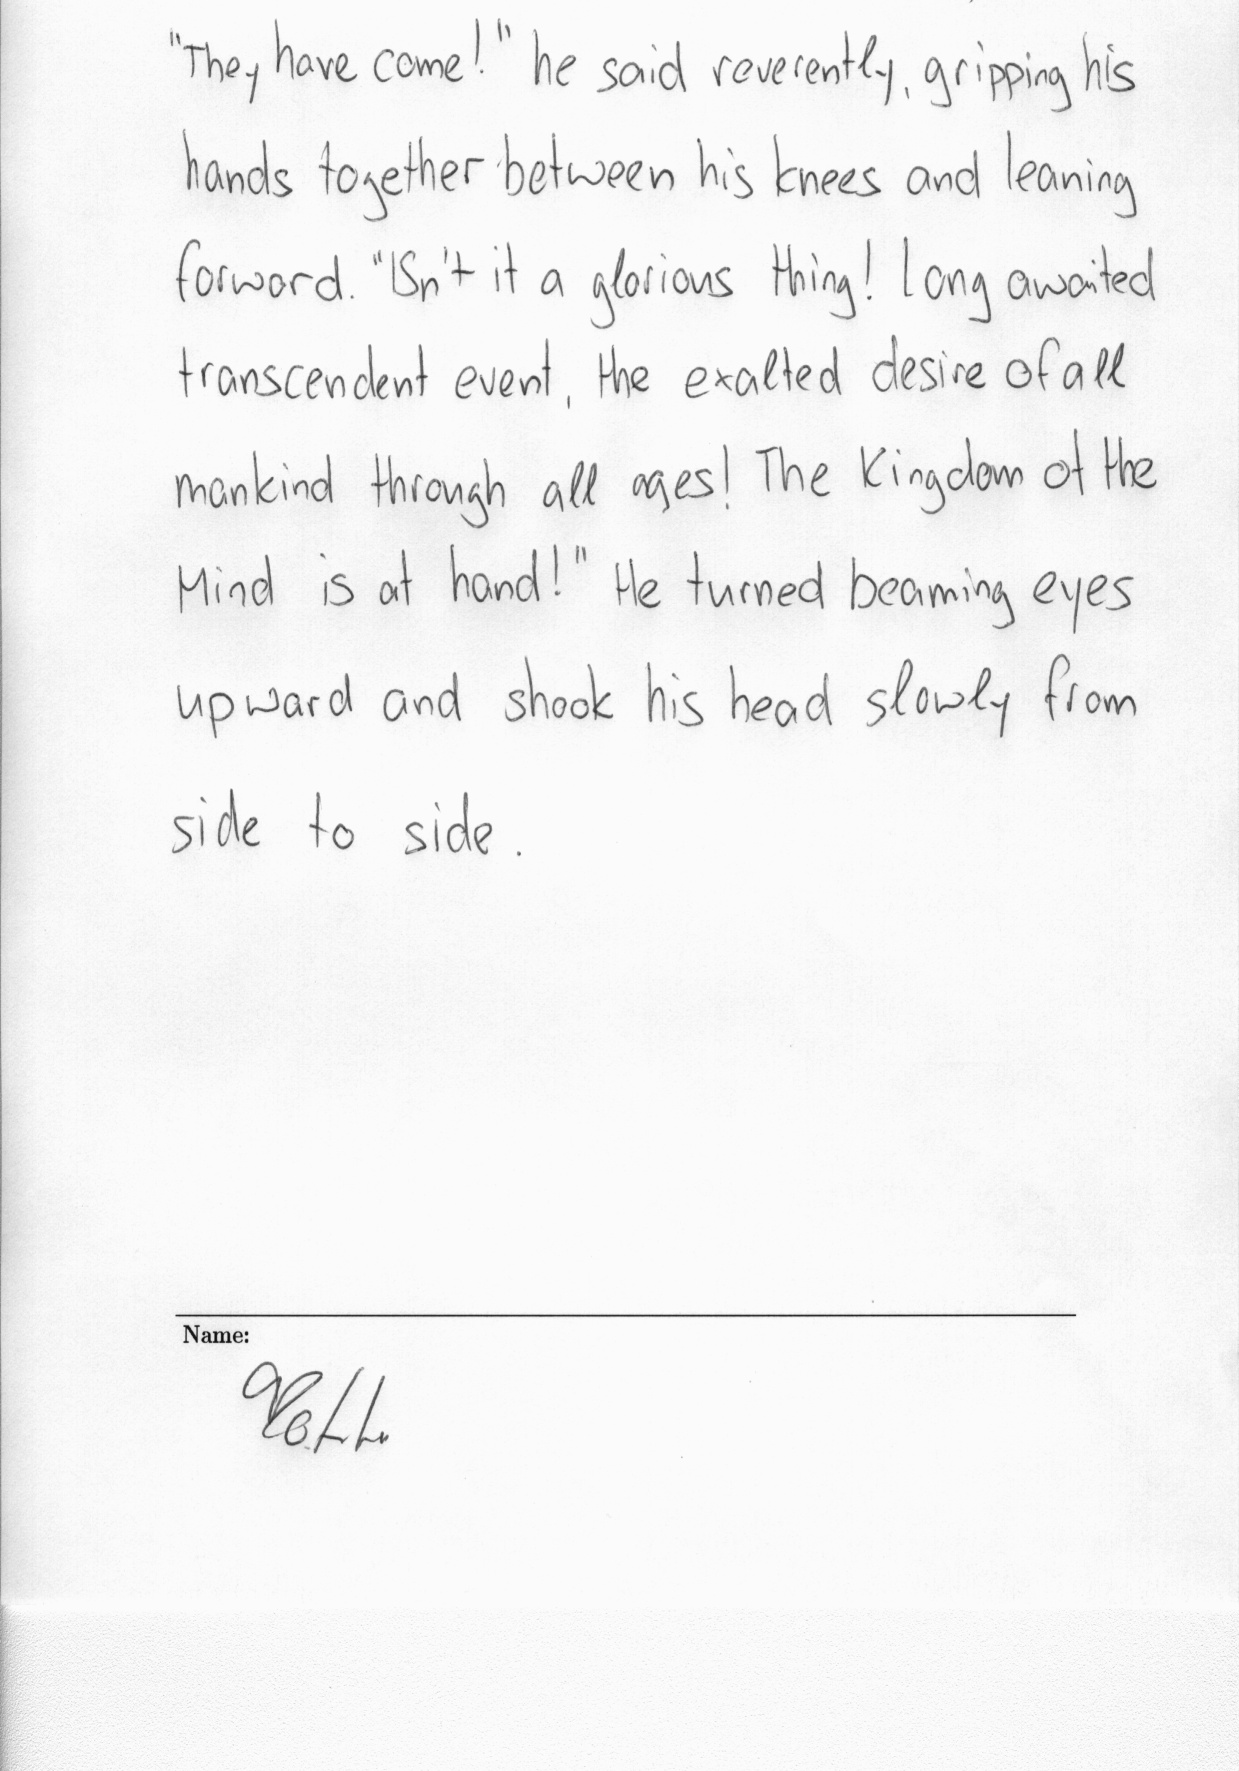 "They have come!" he said reverently, gripping his
hands together between his knees and leaning
forward. "Isn't it a glorious thing! Long awaited
transcendent event, the exalted desire of all
mankind through all ages! The Kingdom of the
Mind is at hand!" He turned beaming eyes
upward and shook his head slowly from
side to side.
Name: